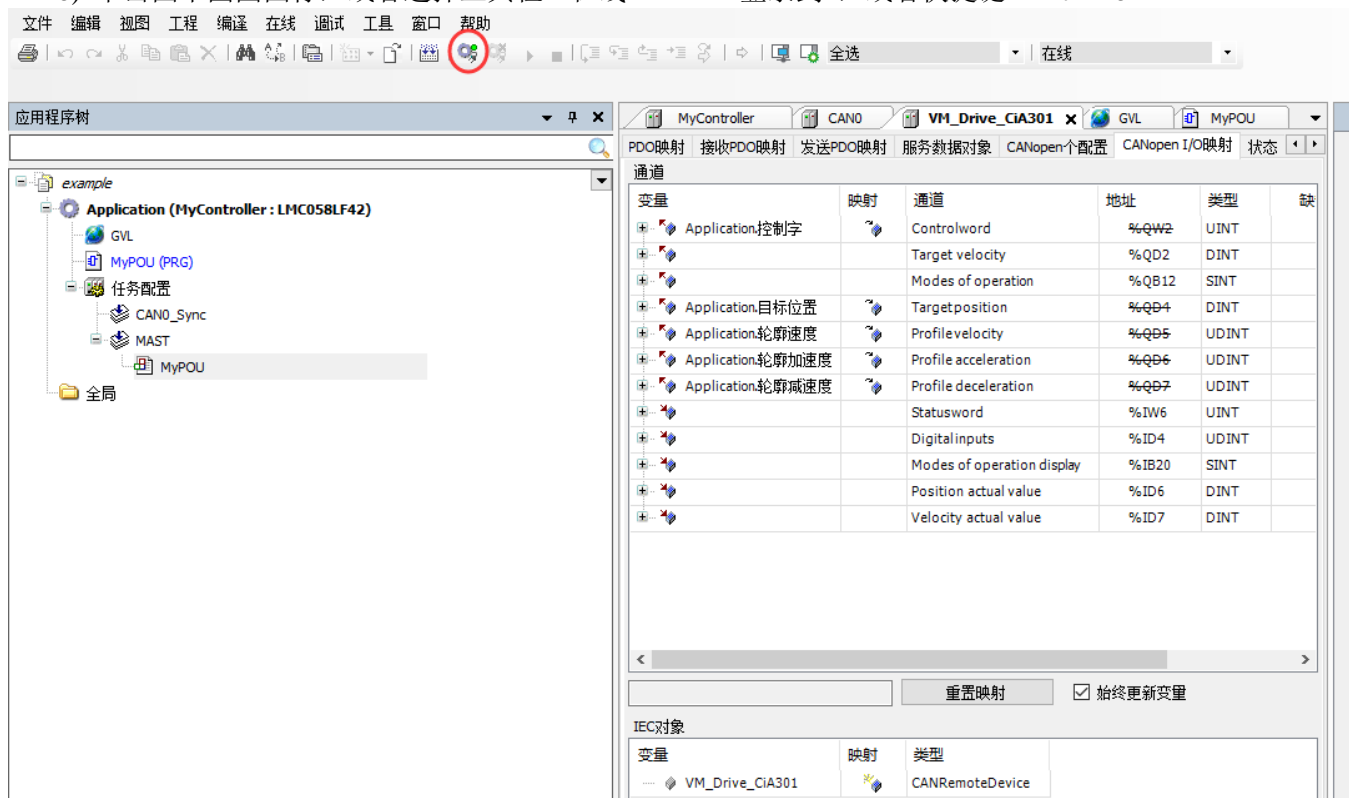 文件 编辑 视图 工程 编译 在线 调试 工具 窗口 帮助
全选 在线
应用程序树
MyController CAN0 VM_Drive_CiA301 GVL MyPOU
PDO映射 接收PDO映射 发送PDO映射 服务数据对象 CANopen个配置 CANopen I/O映射 状态
通道
example
变量 映射 通道 地址 类型 缺
Application (MyController : LMC058LF42)
Application.控制字 Controlword %QW2 UINT
GVL
Target velocity %QD2 DINT
MyPOU (PRG)
Modes of operation %QB12 SINT
任务配置
Application.目标位置 Targetposition %QD4 DINT
CAN0_Sync
Application.轮廓速度 Profilevelocity %QD5 UDINT
MAST
Application.轮廓加速度 Profile acceleration %QD6 UDINT
MyPOU
Application.轮廓减速度 Profile deceleration %QD7 UDINT
全局
Statusword %IW6 UINT
Digitalinputs %ID4 UDINT
Modes of operation display %IB20 SINT
Position actual value %ID6 DINT
Velocity actual value %ID7 DINT
重置映射 始终更新变量
IEC对象
变量 映射 类型
VM_Drive_CiA301 CANRemoteDevice